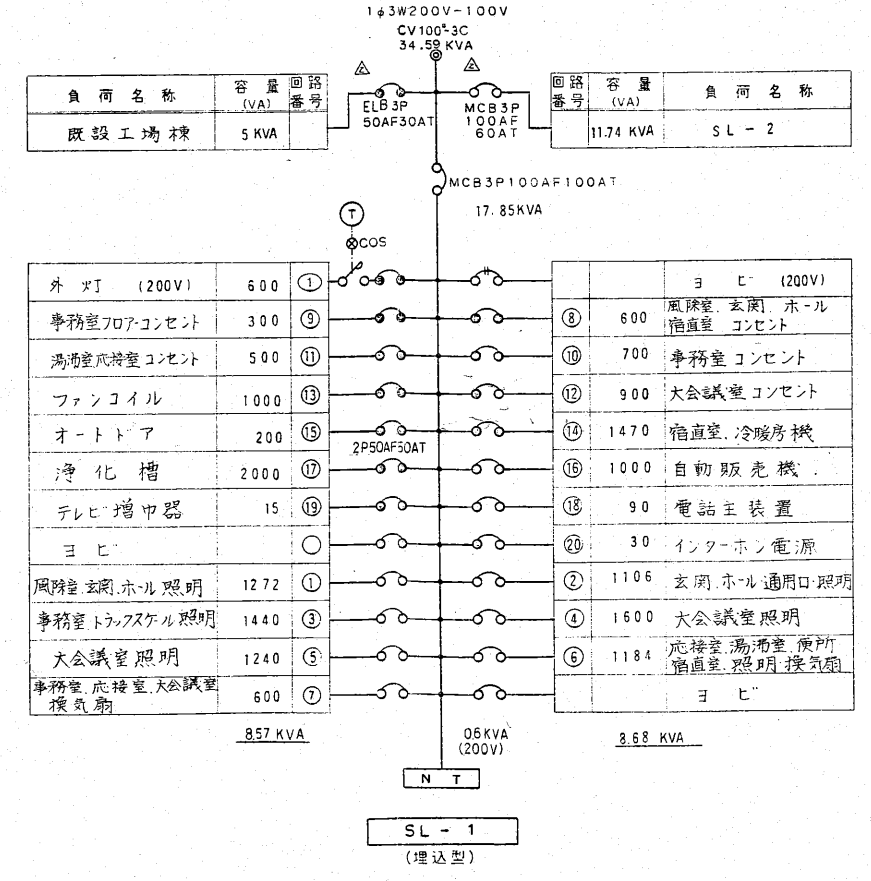 1φ3W200V-100V
CV100°-3C
34.59 KVA
負荷名称 容量(VA) 回路番号
既設工場棟 5 KVA
ELB 3P
50AF30AT
MCB3P
100AF
60AT
回路番号 容量(VA) 負荷名称
11.74 KVA SL-2
MCB3P100AF100AT
17.85KVA
T
COS
外灯 (200V) 600 ①
ヨビ (200V)
事務室フロアーコンセント 300 ⑨
⑧ 600 風除室、玄関、ホール
宿直室 コンセント
湯沸室応接室コンセント 500 ⑪
⑩ 700 事務室コンセント
ファンコイル 1000 ⑬
⑫ 900 大会議室コンセント
オートドア 200 ⑮
2P50AF50AT
⑭ 1470 宿直室、冷暖房機
浄化槽 2000 ⑰
⑯ 1000 自動販売機
テレビ増巾器 15 ⑲
⑱ 90 電話主装置
ヨビ ○
⑳ 30 インターホン電源
風除室、玄関、ホール照明 1272 ①
② 1106 玄関、ホール通用口・照明
事務室、トラックスケール照明 1440 ③
④ 1600 大会議室照明
大会議室照明 1240 ⑤
⑥ 1184 応接室、湯沸室、便所
宿直室、照明・換気扇
事務室、応接室、大会議室
換気扇 600 ⑦
ヨビ
8.57 KVA
0.6KVA
(200V)
8.68 KVA
NT
SL-1
(埋込型)